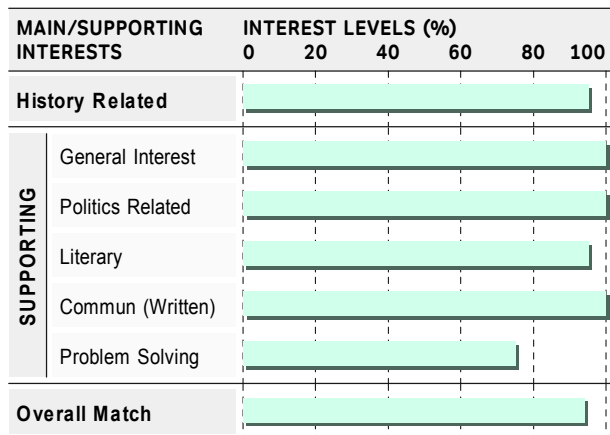 MAIN/SUPPORTING INTERESTS
INTEREST LEVELS (%)
0 20 40 60 80 100
History Related
SUPPORTING
General Interest
Politics Related
Literary
Commun (Written)
Problem Solving
Overall Match